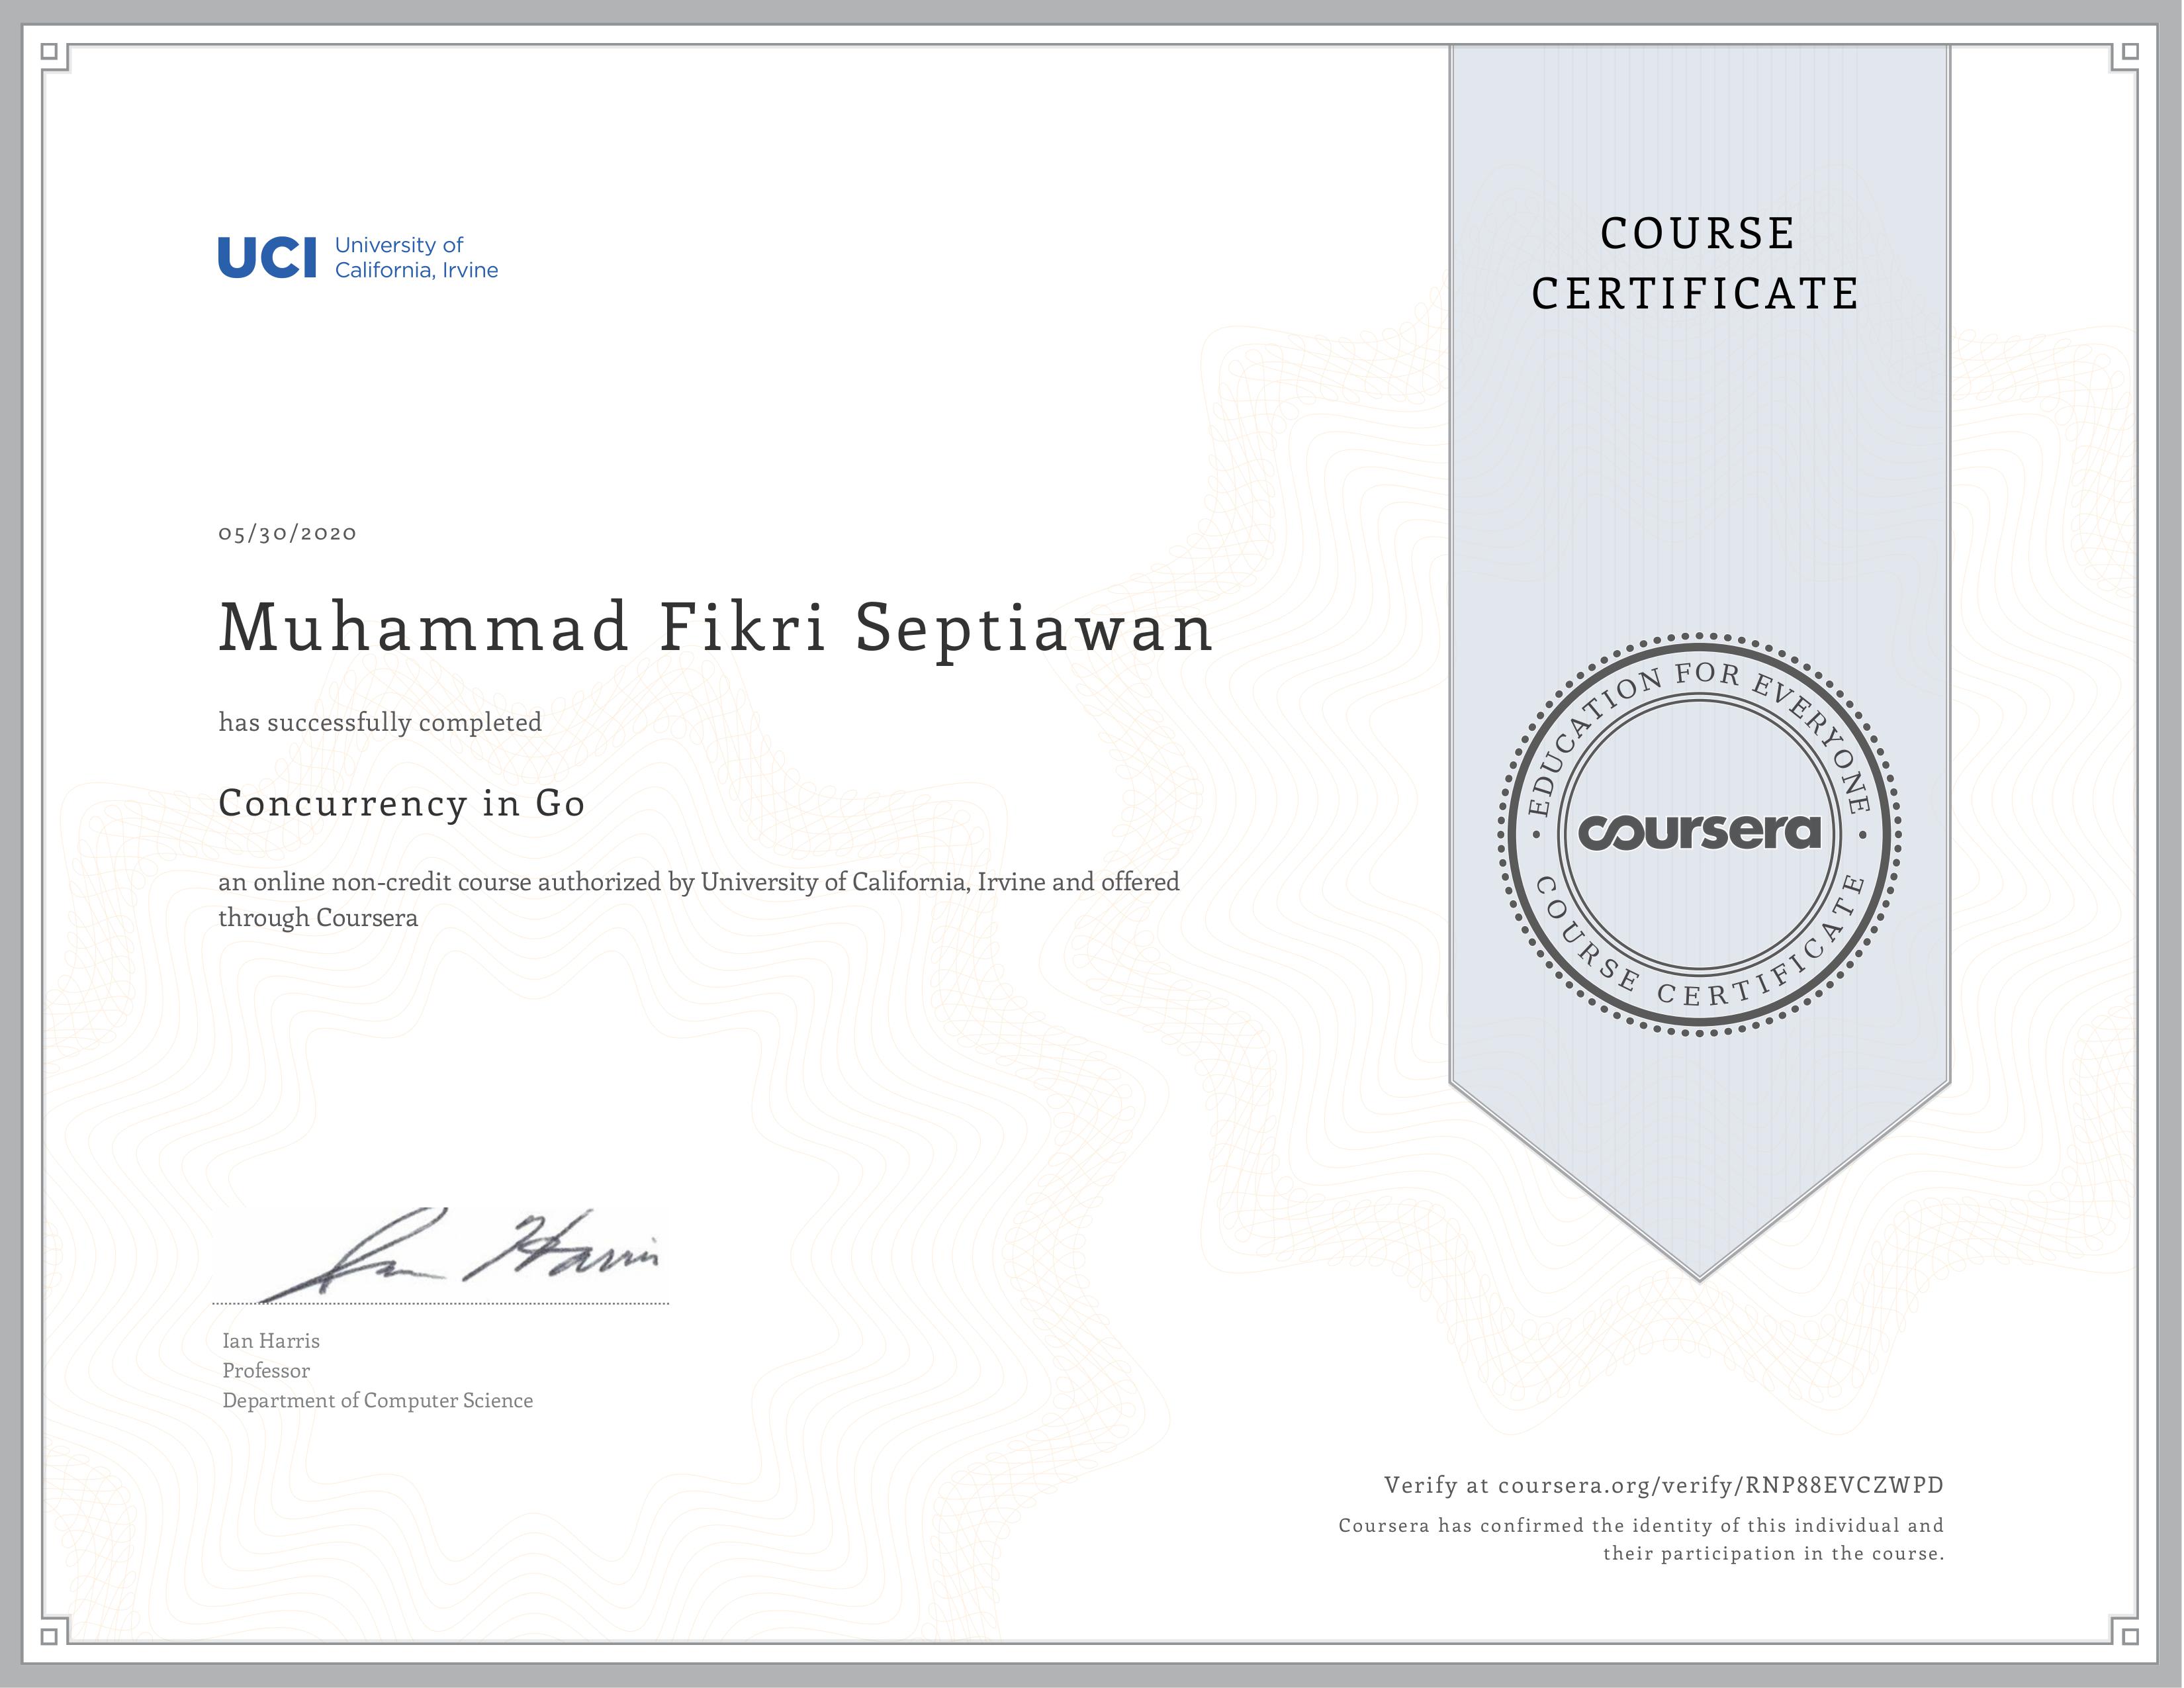 UCI University of
California, Irvine
COURSE
CERTIFICATE
05/30/2020
Muhammad Fikri Septiawan
has successfully completed
Concurrency in Go
an online non-credit course authorized by University of California, Irvine and offered
through Coursera
EDUCATION FOR EVERYONE
coursera
COURSE CERTIFICATE
Ian Harris
Ian Harris
Professor
Department of Computer Science
Verify at coursera.org/verify/RNP88EVCZWPD
Coursera has confirmed the identity of this individual and
their participation in the course.